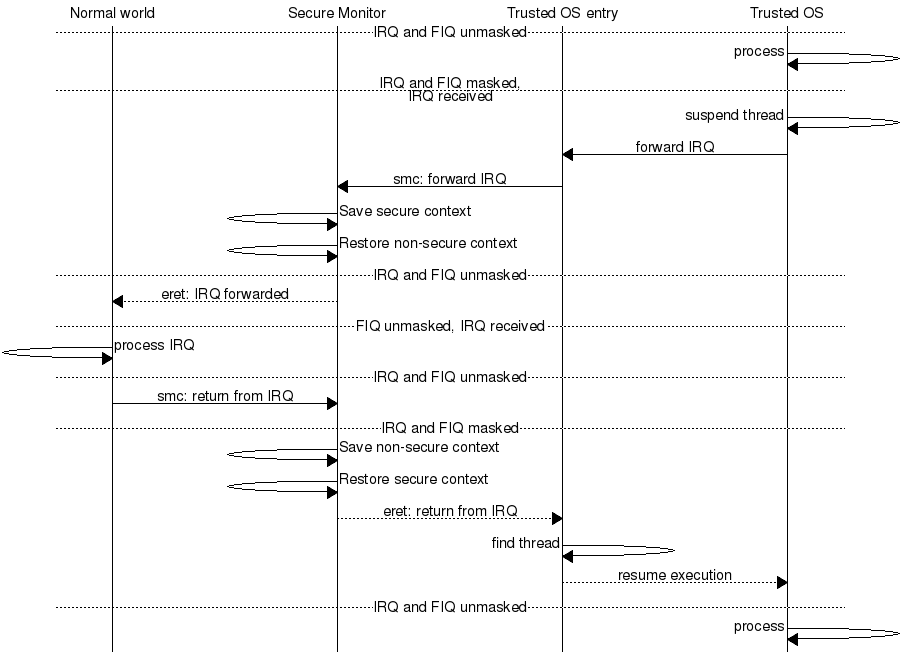 Normal world
Secure Monitor
Trusted OS entry
Trusted OS
IRQ and FIQ unmasked
process
IRQ and FIQ masked,
IRQ received
suspend thread
forward IRQ
smc: forward IRQ
Save secure context
Restore non-secure context
IRQ and FIQ unmasked
eret: IRQ forwarded
FIQ unmasked, IRQ received
process IRQ
IRQ and FIQ unmasked
smc: return from IRQ
IRQ and FIQ masked
Save non-secure context
Restore secure context
eret: return from IRQ
find thread
resume execution
IRQ and FIQ unmasked
process